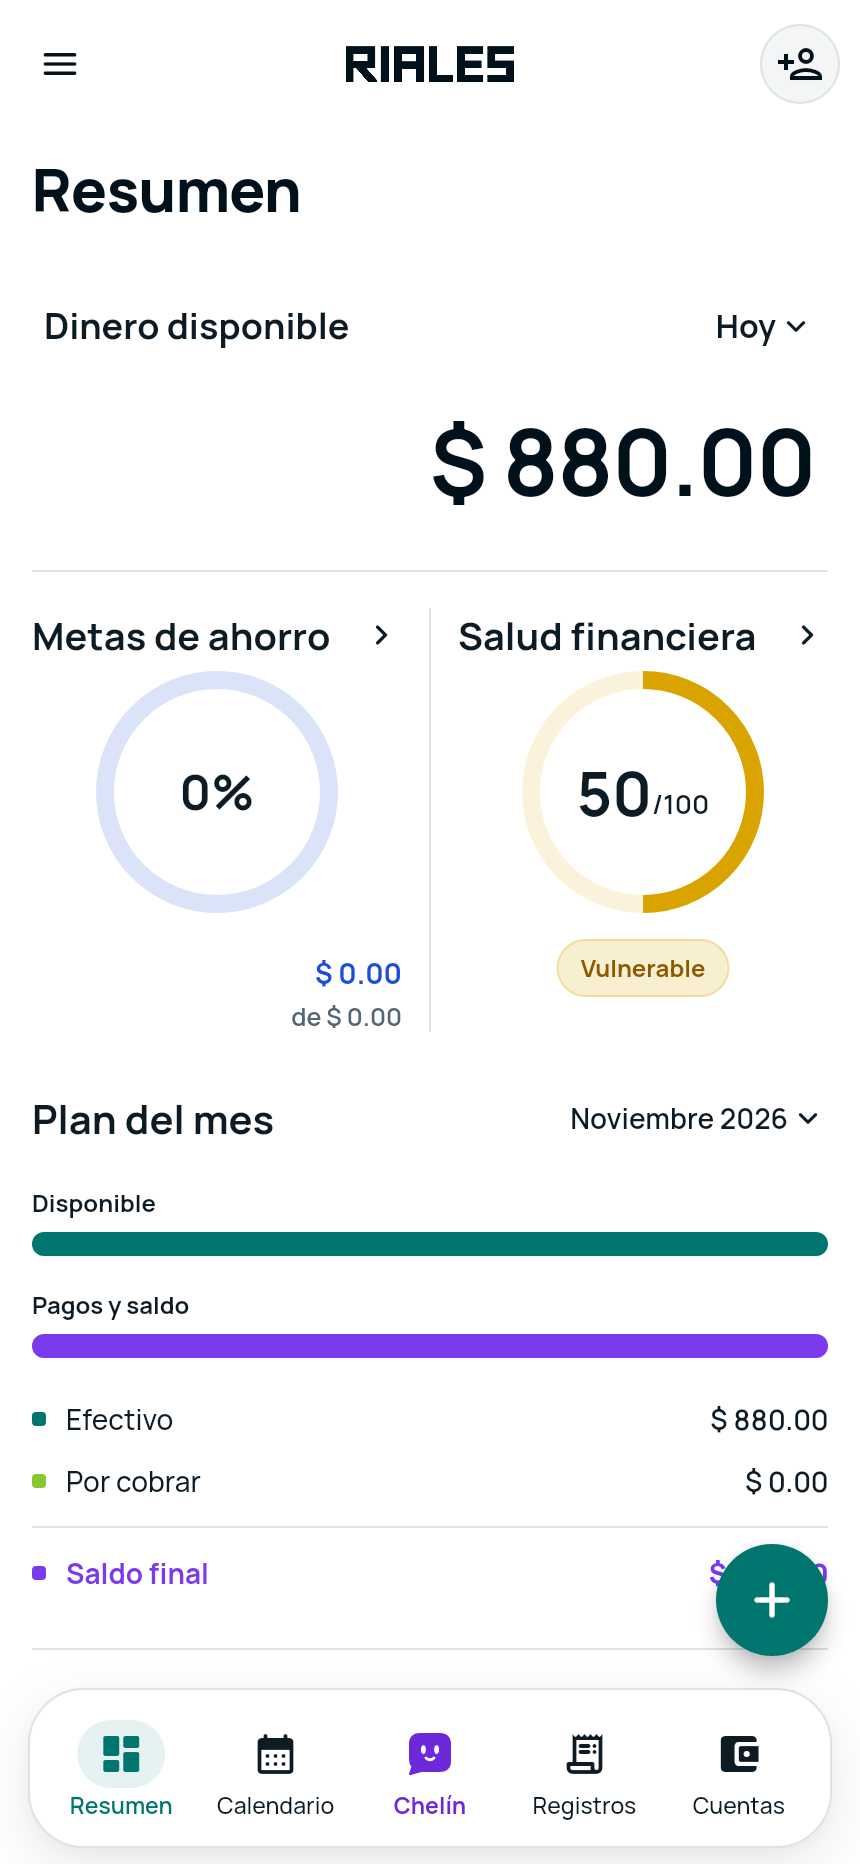 RIALES
Resumen
Dinero disponible
Hoy
$ 880.00
Metas de ahorro
Salud financiera
0%
50/100
$ 0.00
de $ 0.00
Vulnerable
Plan del mes
Noviembre 2026
Disponible
Pagos y saldo
Efectivo
$ 880.00
Por cobrar
$ 0.00
Saldo final
Resumen
Calendario
Chelín
Registros
Cuentas